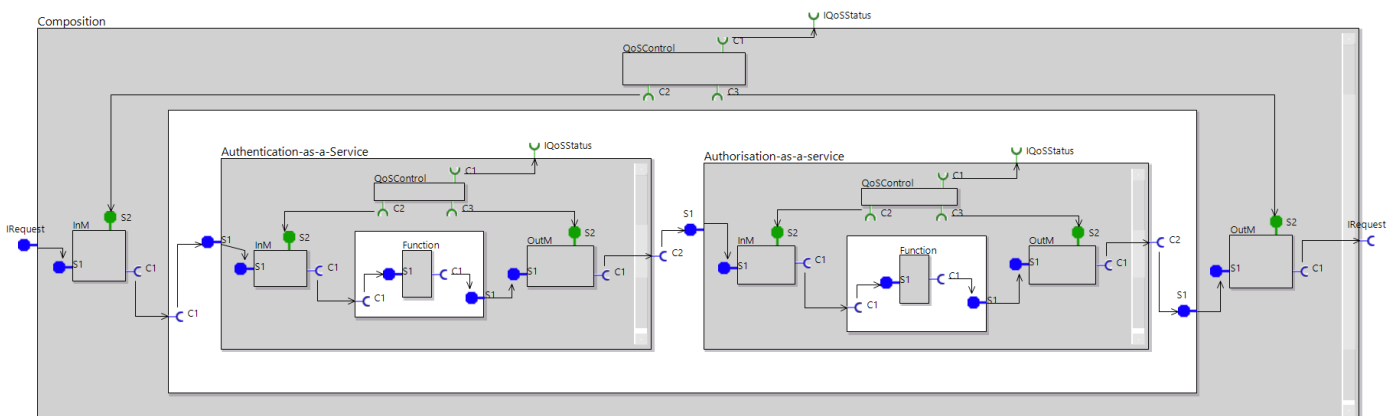 Composition
IQoSStatus
QoSControl
C1
C2
C3
IRequest
InM
S2
S1
C1
C1
Authentication-as-a-Service
IQoSStatus
QoSControl
C1
C2
C3
S1
InM
S2
S1
C1
C1
Function
S1
C1
S1
OutM
S2
S1
C1
C2
S1
Authorisation-as-a-service
IQoSStatus
QoSControl
C1
C2
C3
InM
S2
S1
C1
C1
Function
S1
C1
S1
OutM
S2
S1
C1
C2
S1
OutM
S2
S1
C1
IRequest